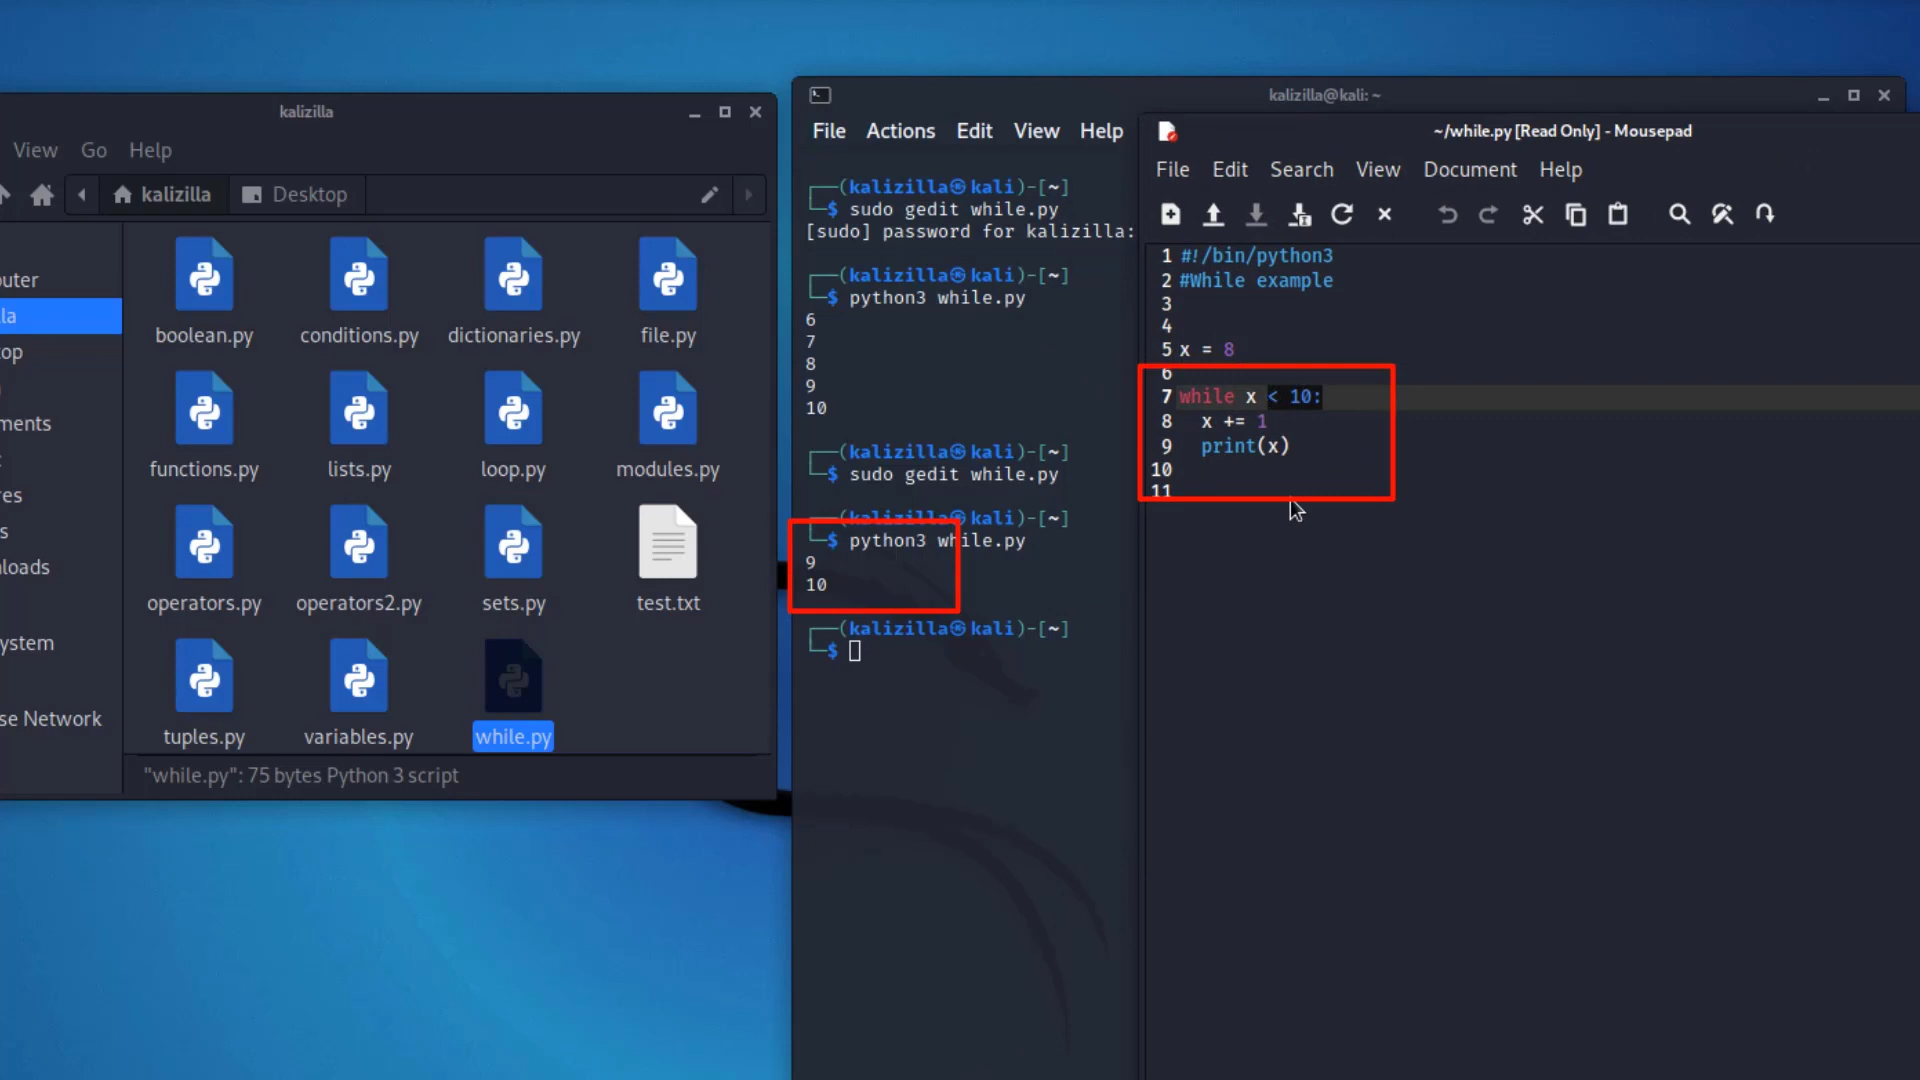 kalizilla
View Go Help
kalizilla Desktop
uter
la
op
ments
res
s
loads
ystem
se Network
boolean.py conditions.py dictionaries.py file.py
functions.py lists.py loop.py modules.py
operators.py operators2.py sets.py test.txt
tuples.py variables.py while.py
"while.py": 75 bytes Python 3 script
kalizilla@kali: ~
File Actions Edit View Help
┌──(kalizilla㉿kali)-[~]
└─$ sudo gedit while.py
[sudo] password for kalizilla:
┌──(kalizilla㉿kali)-[~]
└─$ python3 while.py
6
7
8
9
10
┌──(kalizilla㉿kali)-[~]
└─$ sudo gedit while.py
┌──(kalizilla㉿kali)-[~]
└─$ python3 while.py
9
10
┌──(kalizilla㉿kali)-[~]
└─$
~/while.py [Read Only] - Mousepad
File Edit Search View Document Help
1 #!/bin/python3
2 #While example
3
4
5 x = 8
6
7 while x < 10:
8 x += 1
9 print(x)
10
11